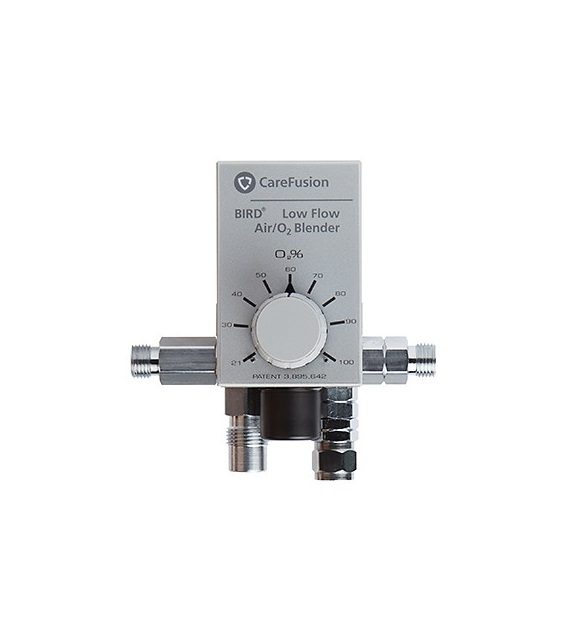 CareFusion
BIRD® Low Flow
Air/O₂ Blender
O₂%
60
50 70
40 80
30 90
21 100
PATENT 3,895,642